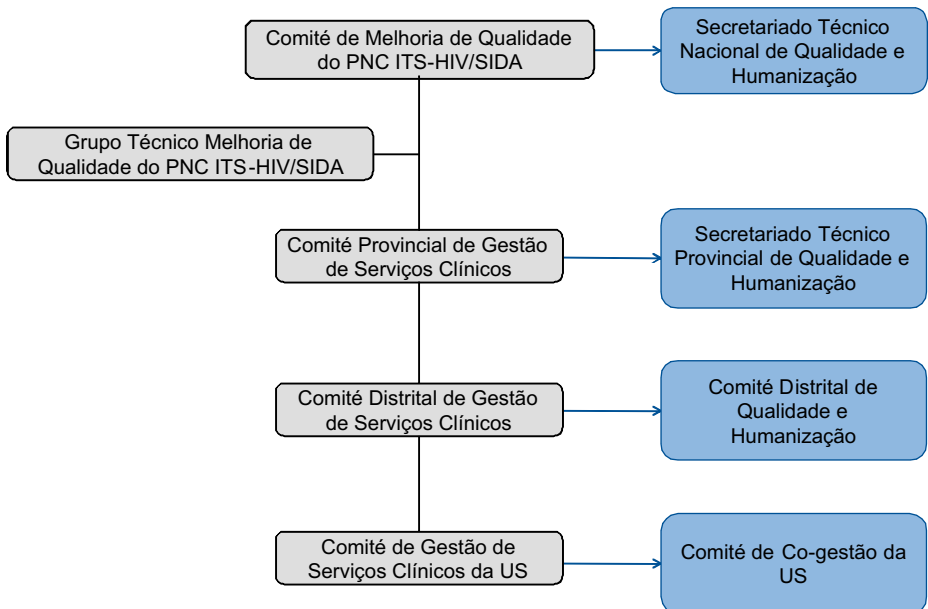 Comité de Melhoria de Qualidade
do PNC ITS-HIV/SIDA
Secretariado Técnico
Nacional de Qualidade e
Humanização
Grupo Técnico Melhoria de
Qualidade do PNC ITS-HIV/SIDA
Comité Provincial de Gestão
de Serviços Clínicos
Secretariado Técnico
Provincial de Qualidade e
Humanização
Comité Distrital de Gestão
de Serviços Clínicos
Comité Distrital de
Qualidade e
Humanização
Comité de Gestão de
Serviços Clínicos da US
Comité de Co-gestão da
US